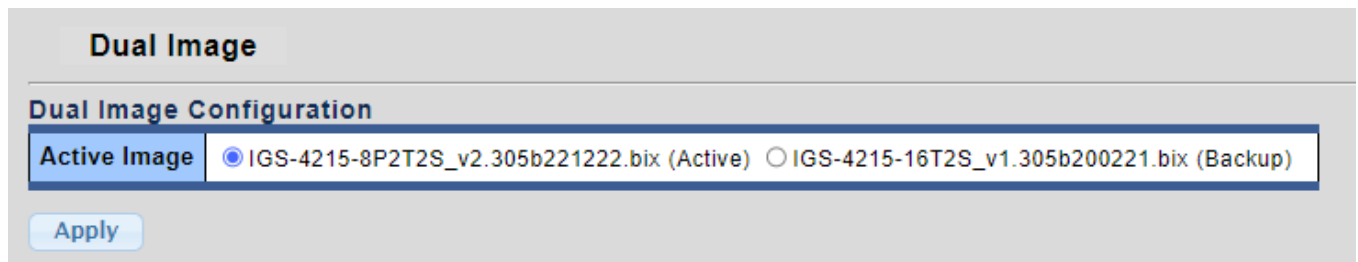 Dual Image
Dual Image Configuration
Active Image IGS-4215-8P2T2S_v2.305b221222.bix (Active) IGS-4215-16T2S_v1.305b200221.bix (Backup)
Apply